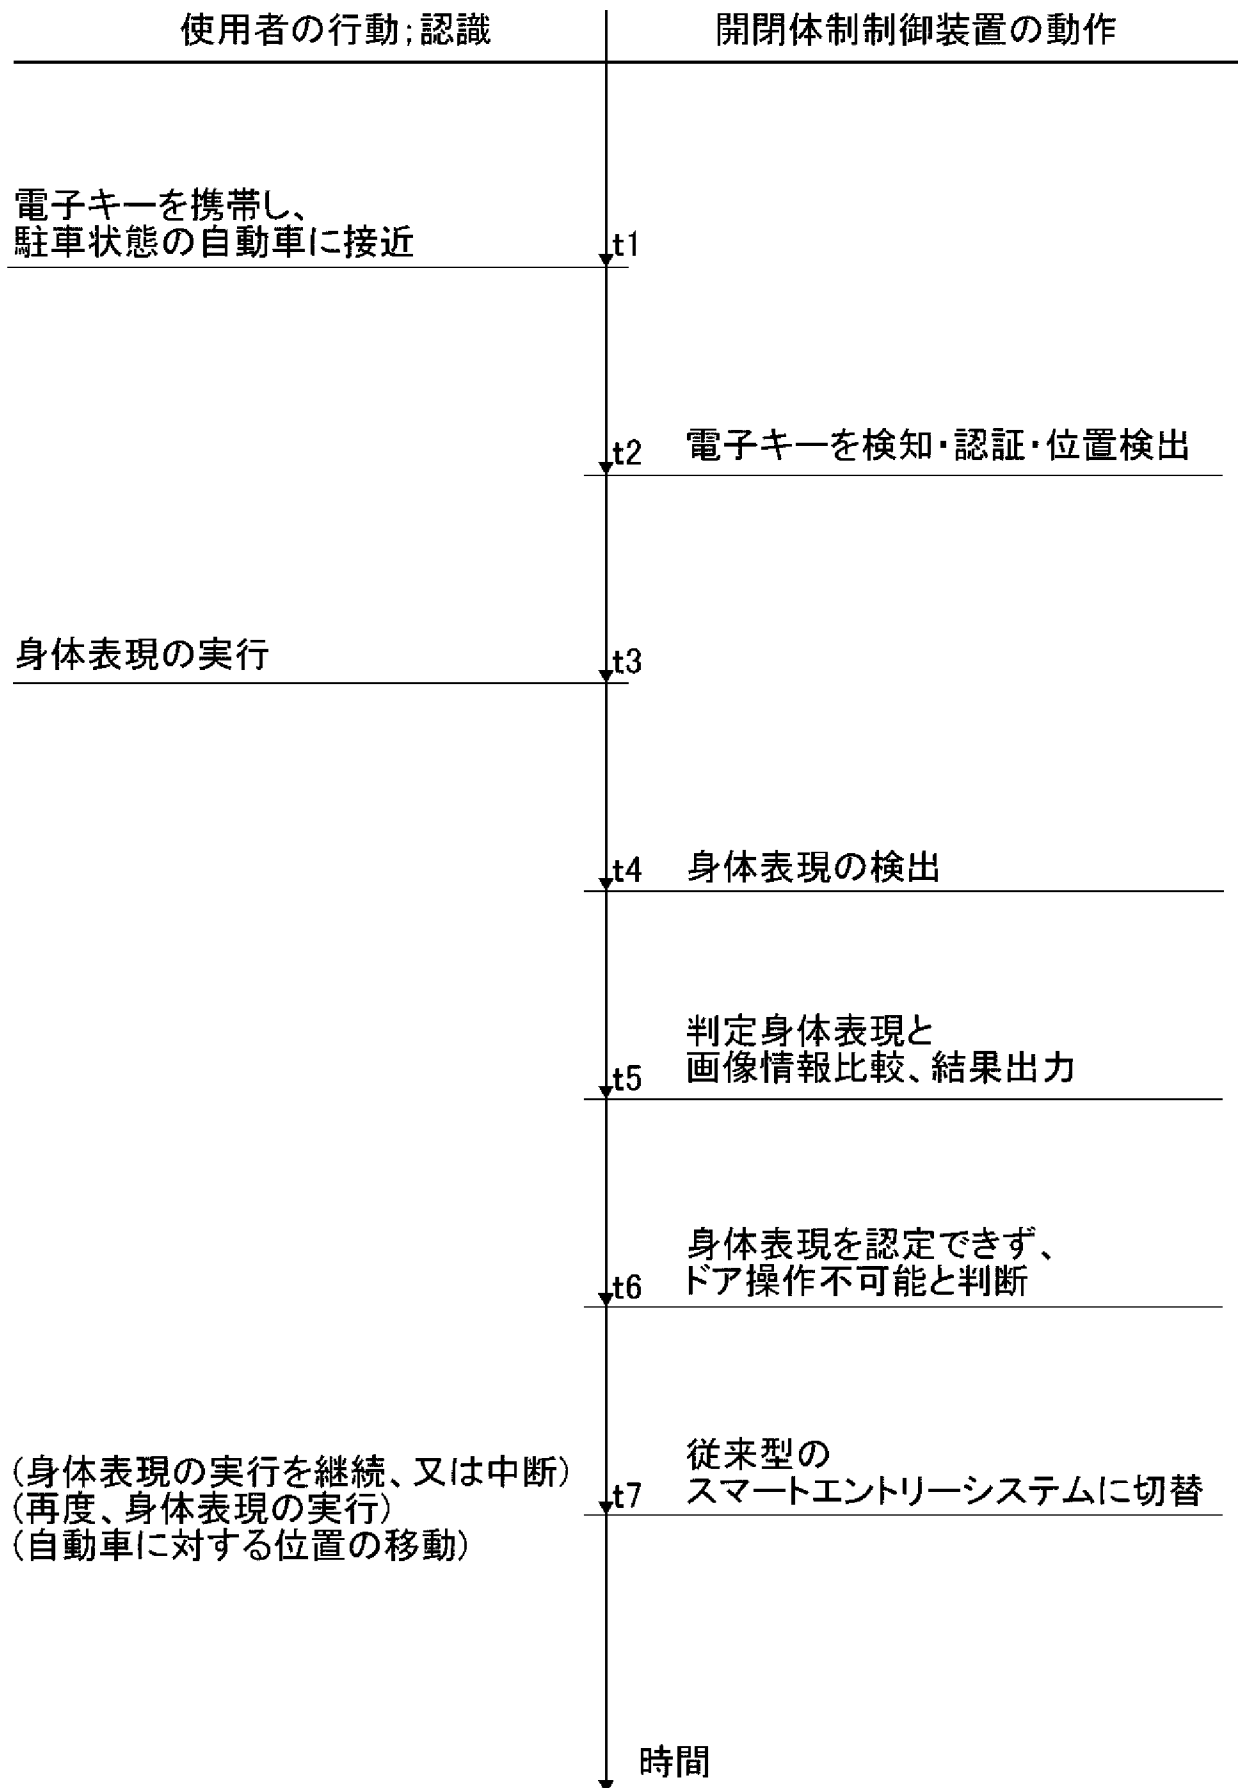 使用者の行動;認識
開閉体制制御装置の動作
電子キーを携帯し、
駐車状態の自動車に接近
t1
t2
電子キーを検知・認証・位置検出
身体表現の実行
t3
t4
身体表現の検出
判定身体表現と
画像情報比較、結果出力
t5
身体表現を認定できず、
ドア操作不可能と判断
t6
(身体表現の実行を継続、又は中断)
(再度、身体表現の実行)
(自動車に対する位置の移動)
従来型の
スマートエントリーシステムに切替
t7
時間